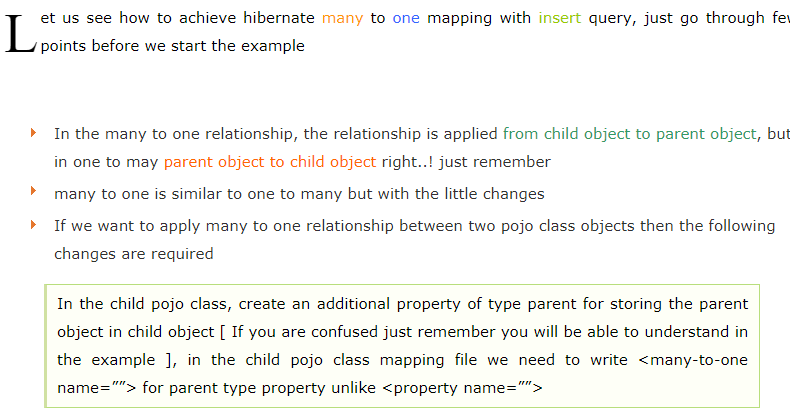 Let us see how to achieve hibernate many to one mapping with insert query, just go through few
points before we start the example
In the many to one relationship, the relationship is applied from child object to parent object, but
in one to may parent object to child object right..! just remember
many to one is similar to one to many but with the little changes
If we want to apply many to one relationship between two pojo class objects then the following
changes are required
In the child pojo class, create an additional property of type parent for storing the parent
object in child object [ If you are confused just remember you will be able to understand in
the example ], in the child pojo class mapping file we need to write <many-to-one
name=””> for parent type property unlike <property name=””>